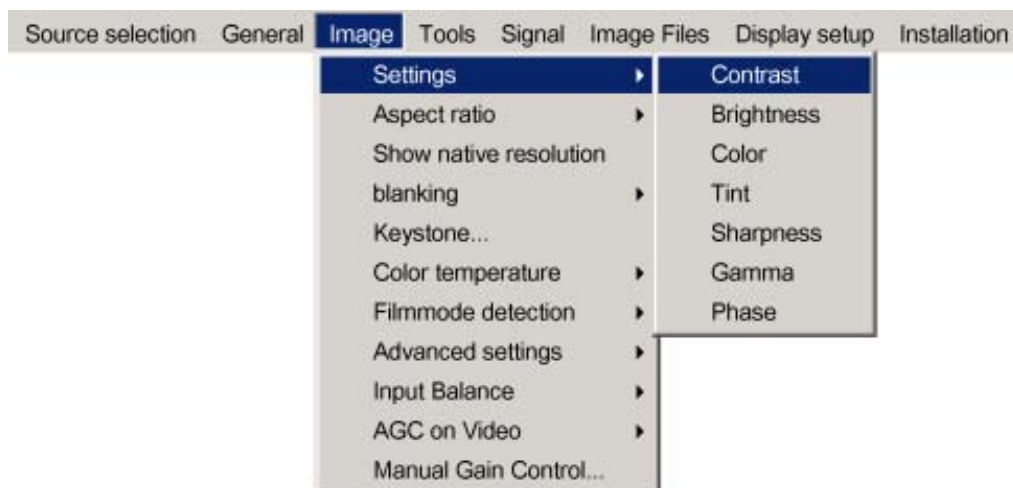 Source selection General Image Tools Signal Image Files Display setup Installation
Settings
Aspect ratio
Show native resolution
blanking
Keystone...
Color temperature
Filmmode detection
Advanced settings
Input Balance
AGC on Video
Manual Gain Control...
Contrast
Brightness
Color
Tint
Sharpness
Gamma
Phase